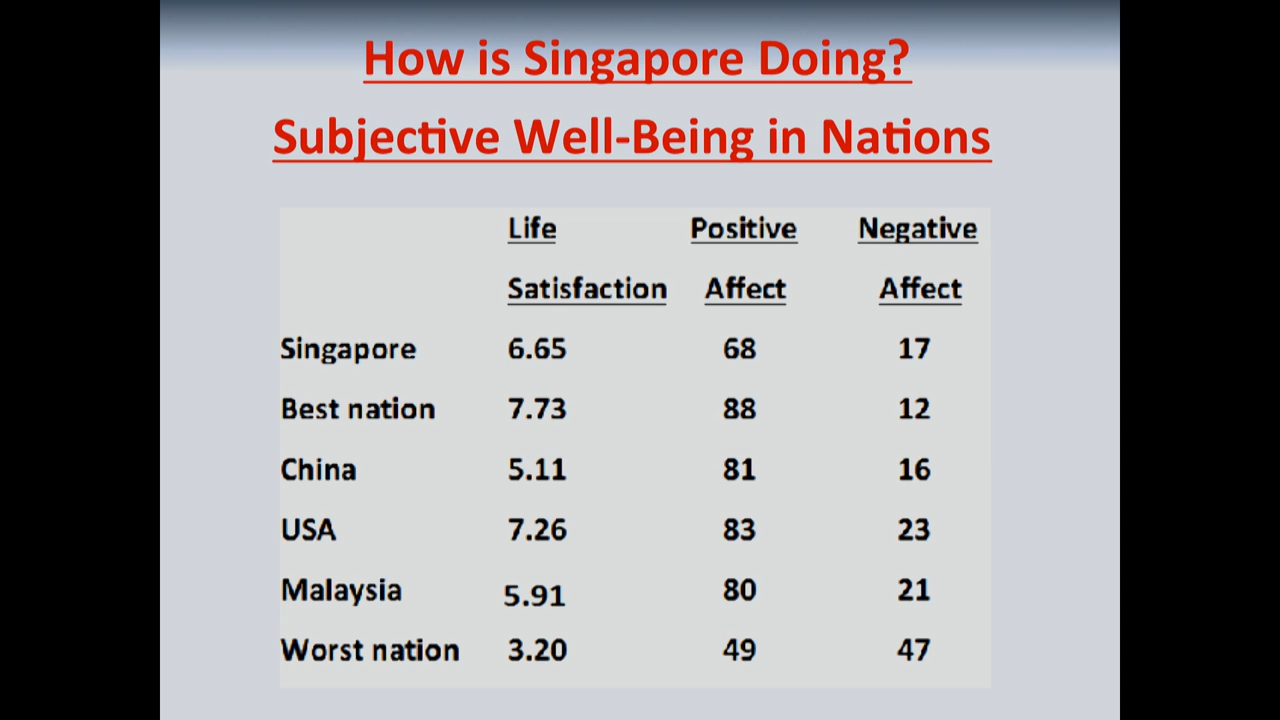 How is Singapore Doing?
Subjective Well-Being in Nations
Life Positive Negative
Satisfaction Affect Affect
Singapore 6.65 68 17
Best nation 7.73 88 12
China 5.11 81 16
USA 7.26 83 23
Malaysia 5.91 80 21
Worst nation 3.20 49 47